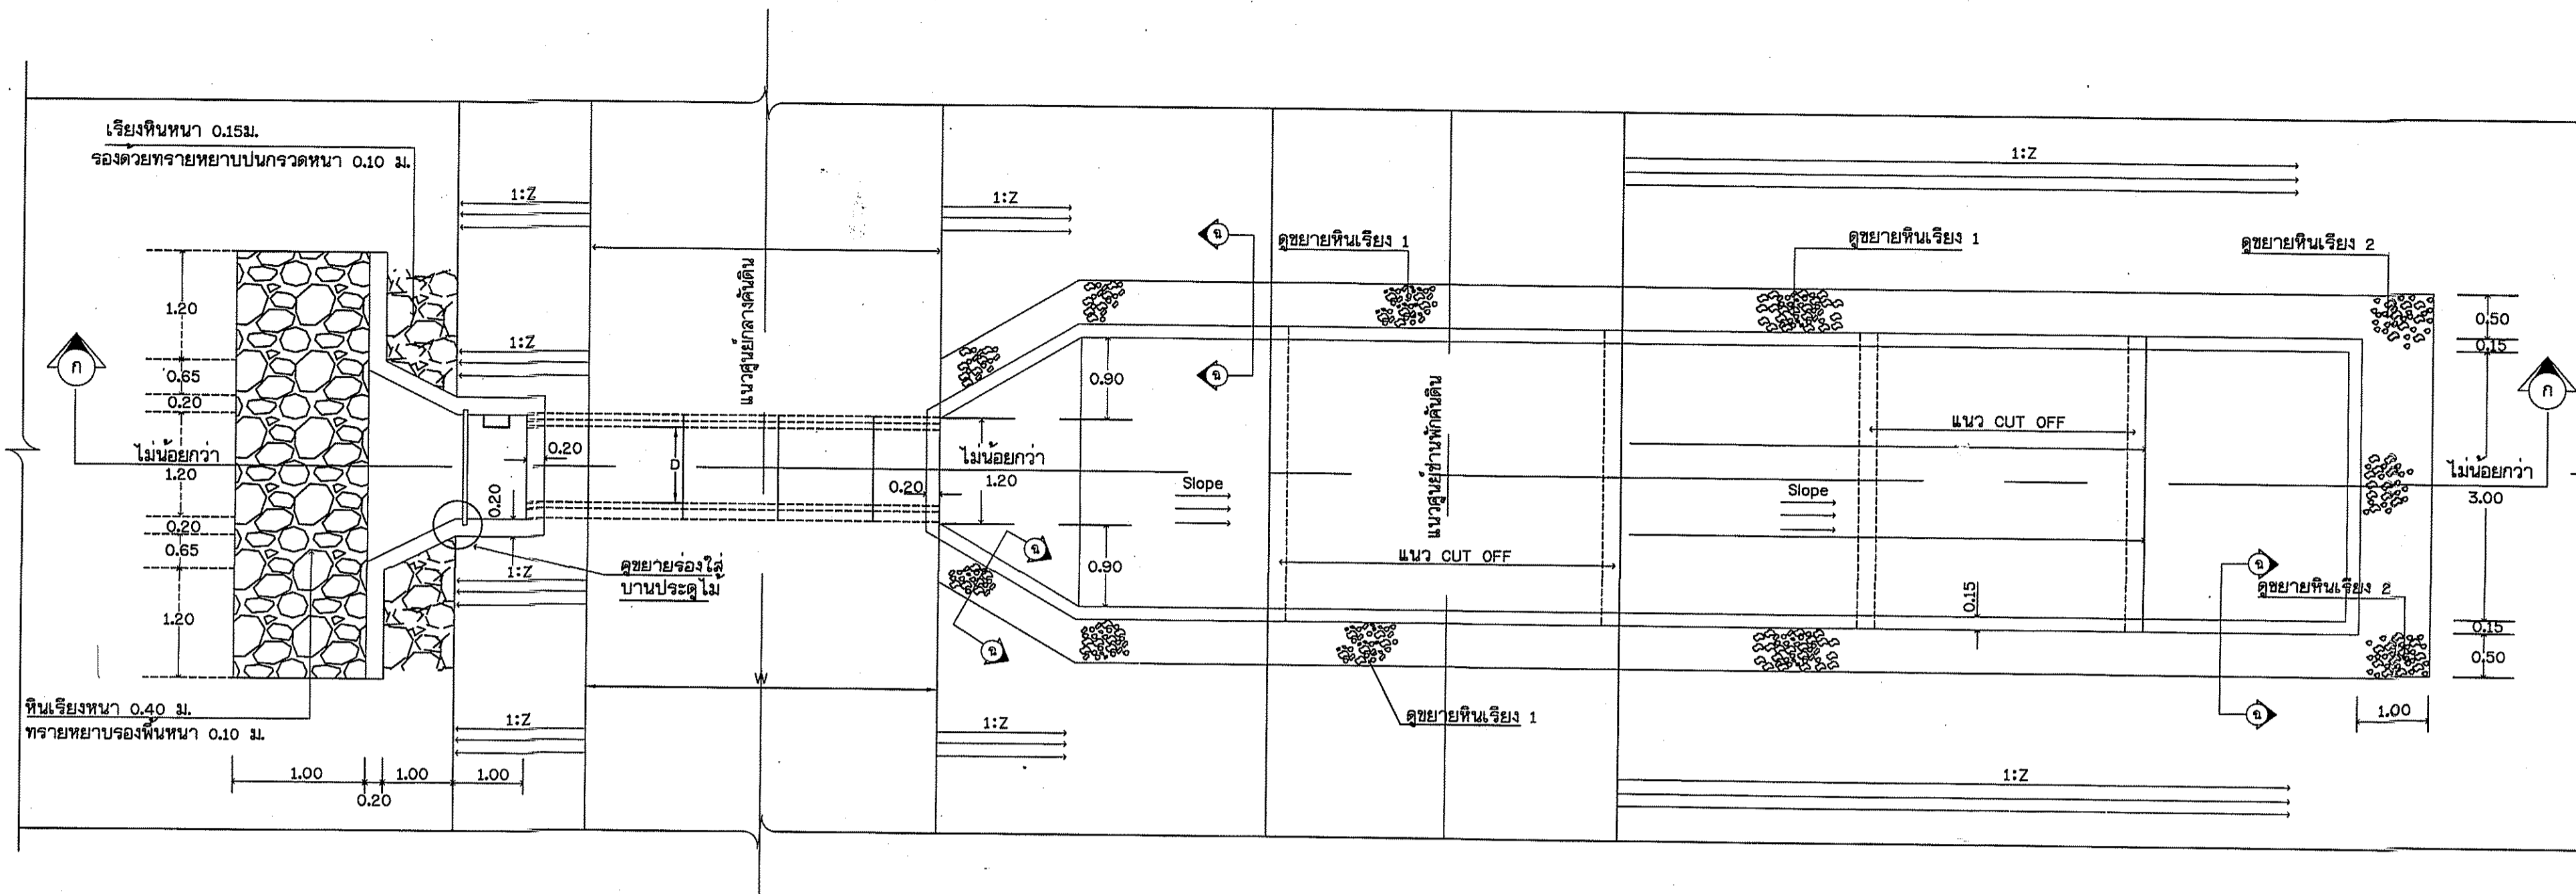 เรียงหินหนา 0.15ม.
รองด้วยทรายหยาบปนกรวดหนา 0.10 ม.
1:Z
1:Z
1:Z
ดูขยายหินเรียง 1
ดูขยายหินเรียง 1
ดูขยายหินเรียง 2
ฉ
ฉ
แนวศูนย์กลางคันดิน
1.20
0.65
0.20
ไม่น้อยกว่า
1.20
0.20
0.65
1.20
ก
1:Z
0.20
0.20
D
0.20
ไม่น้อยกว่า
1.20
0.90
0.90
Slope
แนวศูนย์ชานพักคันดิน
แนว CUT OFF
แนว CUT OFF
Slope
0.50
0.15
ก
ไม่น้อยกว่า
3.00
0.15
0.50
0.15
1:Z
ดูขยายร่องใส่
บานประตูไม้
ฉ
ฉ
ฉ
ฉ
ดูขยายหินเรียง 2
W
ดูขยายหินเรียง 1
1.00
หินเรียงหนา 0.40 ม.
ทรายหยาบรองพื้นหนา 0.10 ม.
1:Z
1:Z
1:Z
1.00
0.20
1.00
1.00